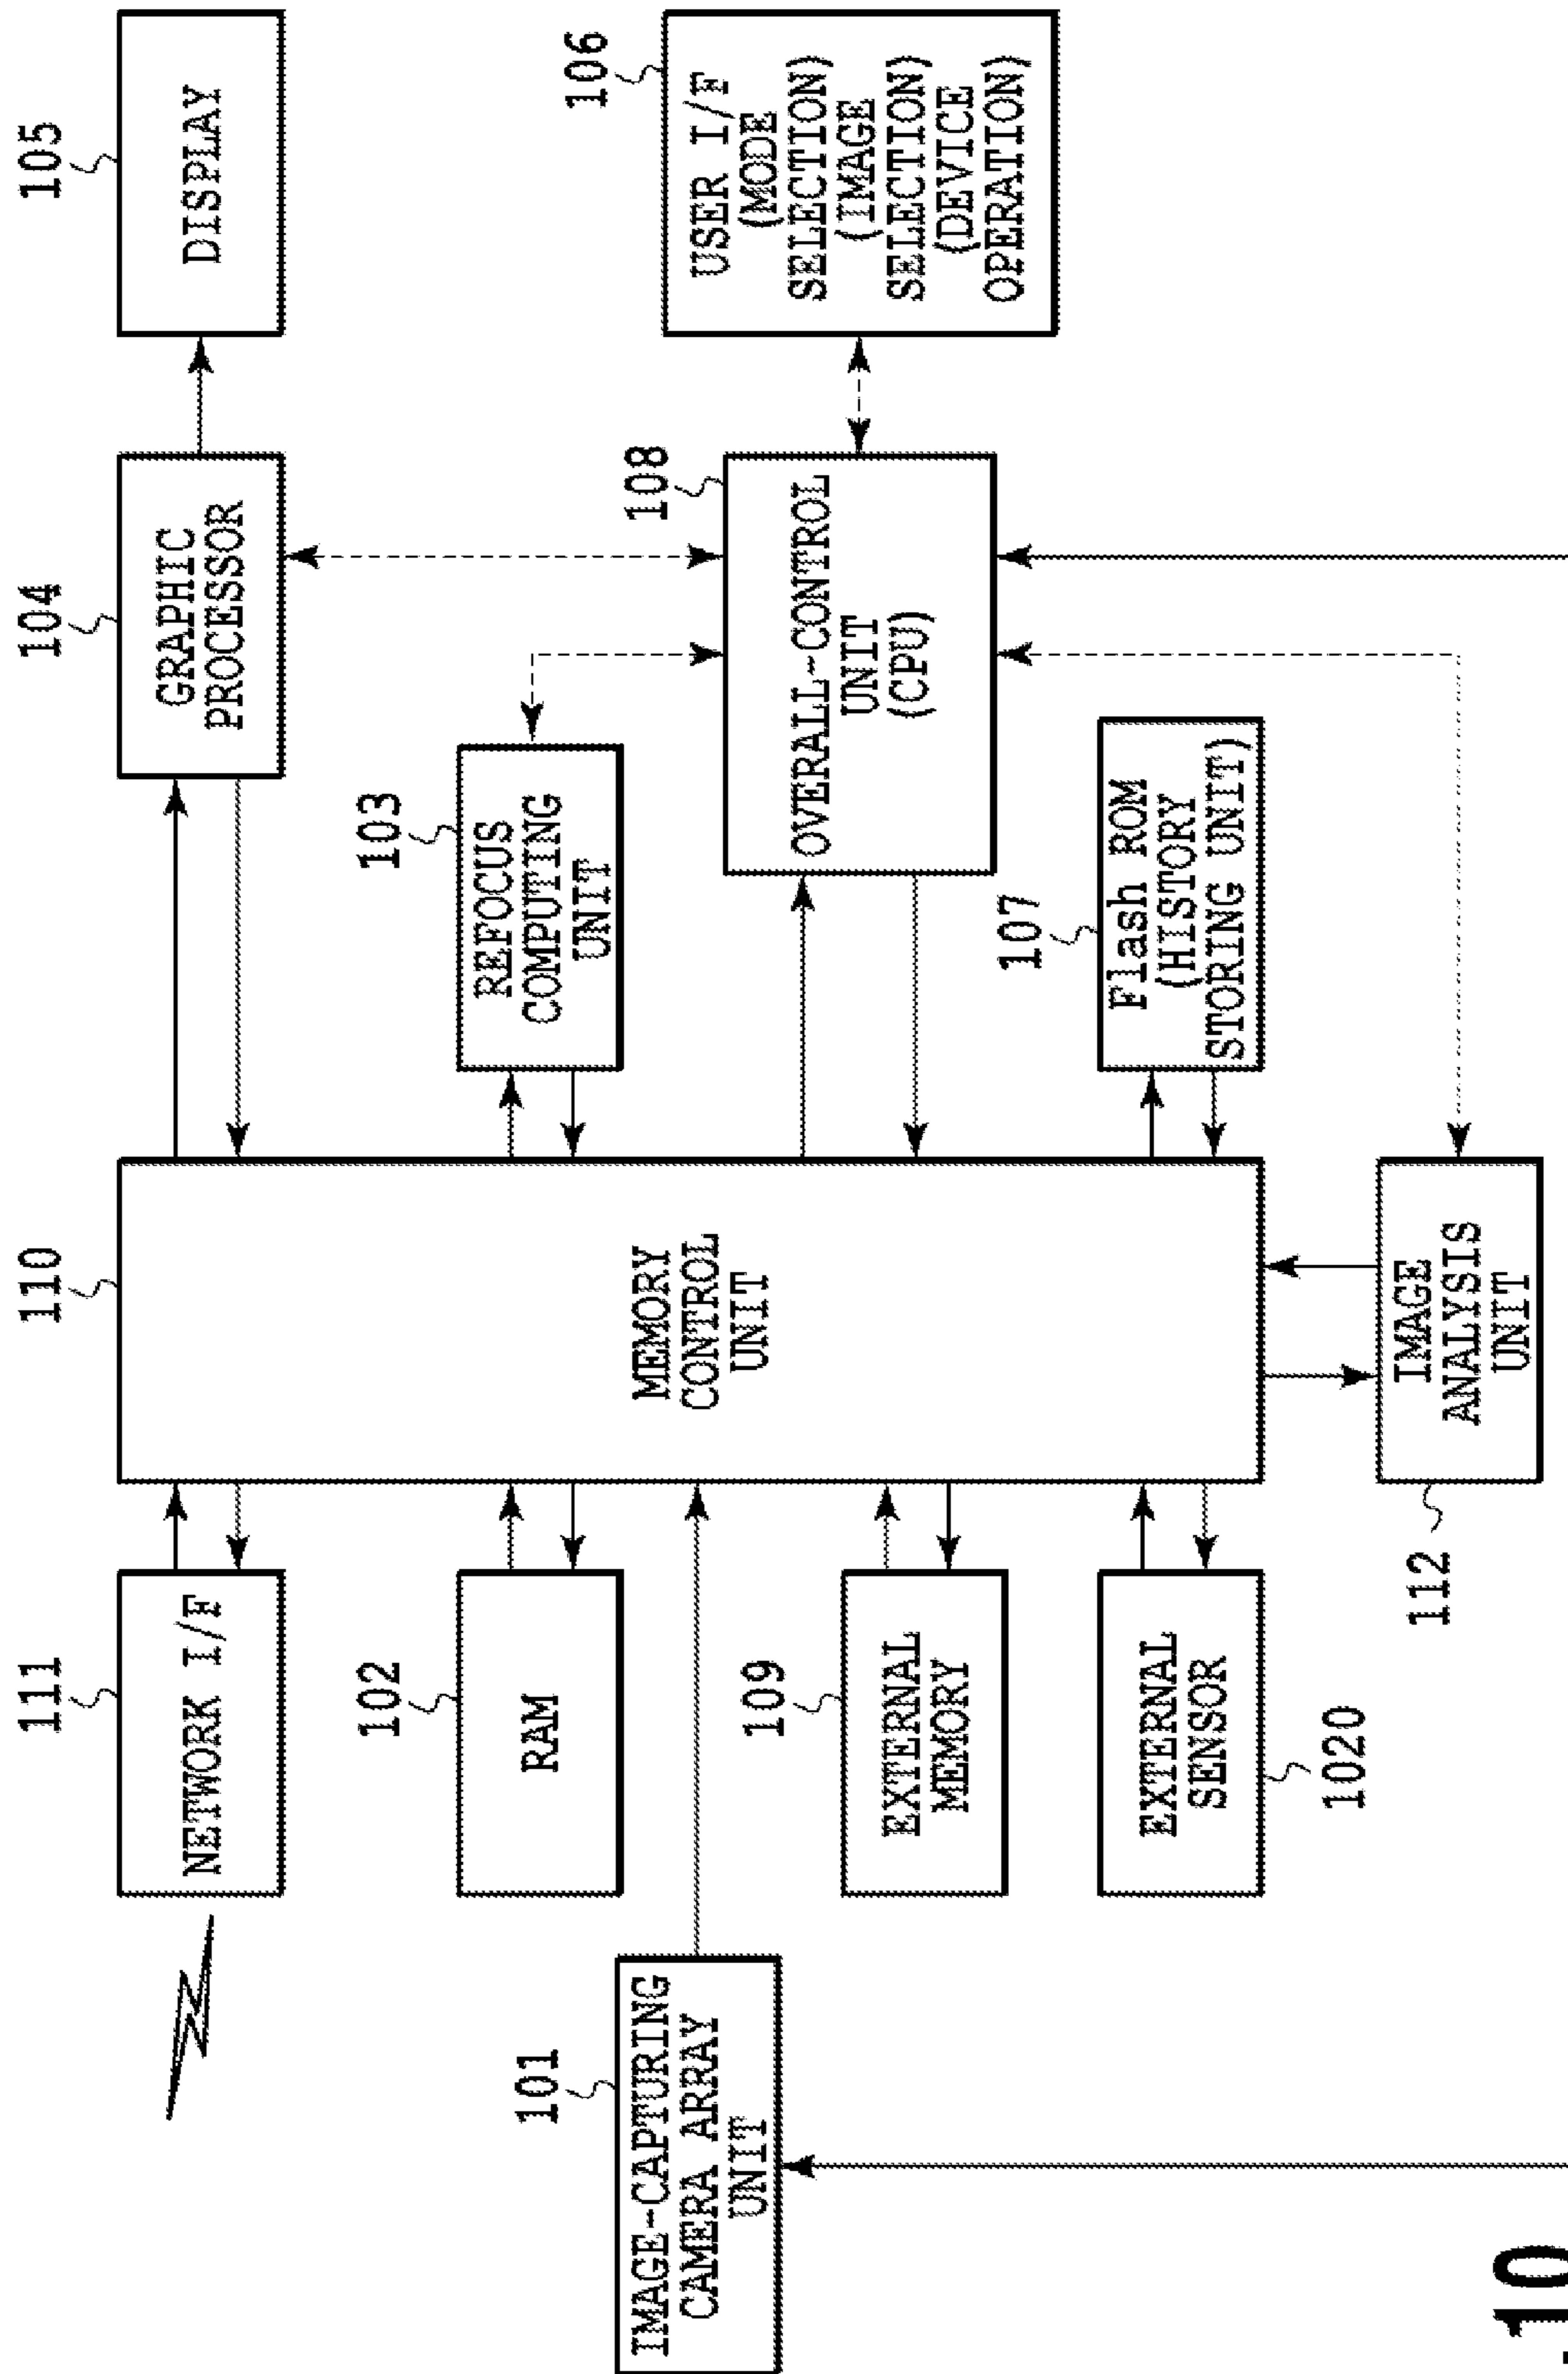 111
NETWORK I/F
110
MEMORY
CONTROL
UNIT
104
GRAPHIC
PROCESSOR
105
DISPLAY
102
RAM
103
REFOCUS
COMPUTING
UNIT
101
IMAGE-CAPTURING
CAMERA ARRAY
UNIT
108
OVERALL-CONTROL
UNIT
(CPU)
106
USER I/F
(MODE
SELECTION)
(IMAGE
SELECTION)
(DEVICE
OPERATION)
109
EXTERNAL
MEMORY
107
Flash ROM
(HISTORY
STORING UNIT)
EXTERNAL
SENSOR
1020
112
IMAGE
ANALYSIS
UNIT
.10